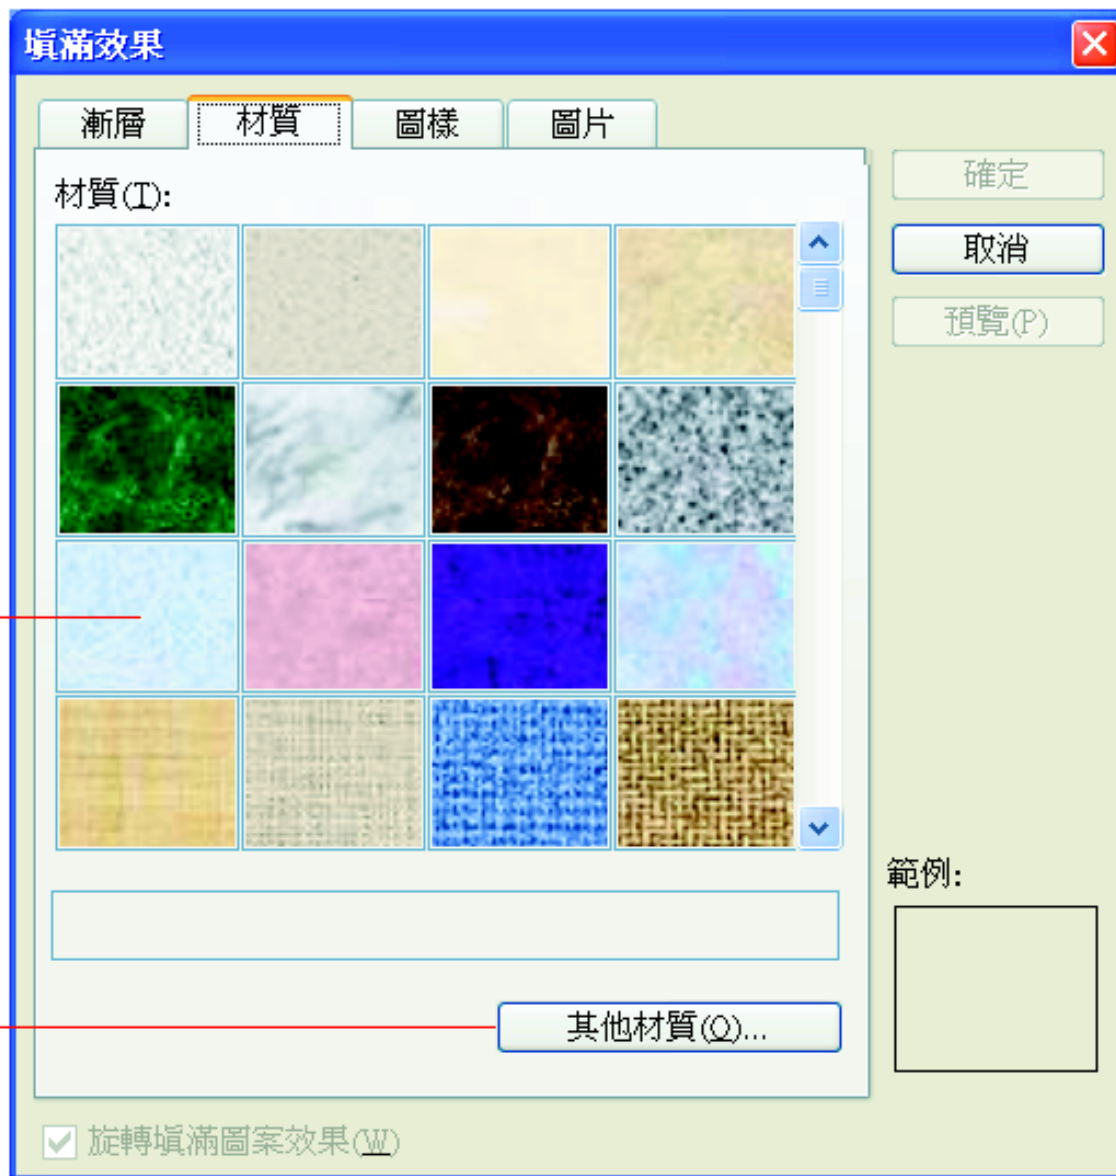 填滿效果
漸層 材質 圖樣 圖片
材質(T):
確定
取消
預覽(P)
範例:
其他材質(O)...
旋轉填滿圖案效果(W)